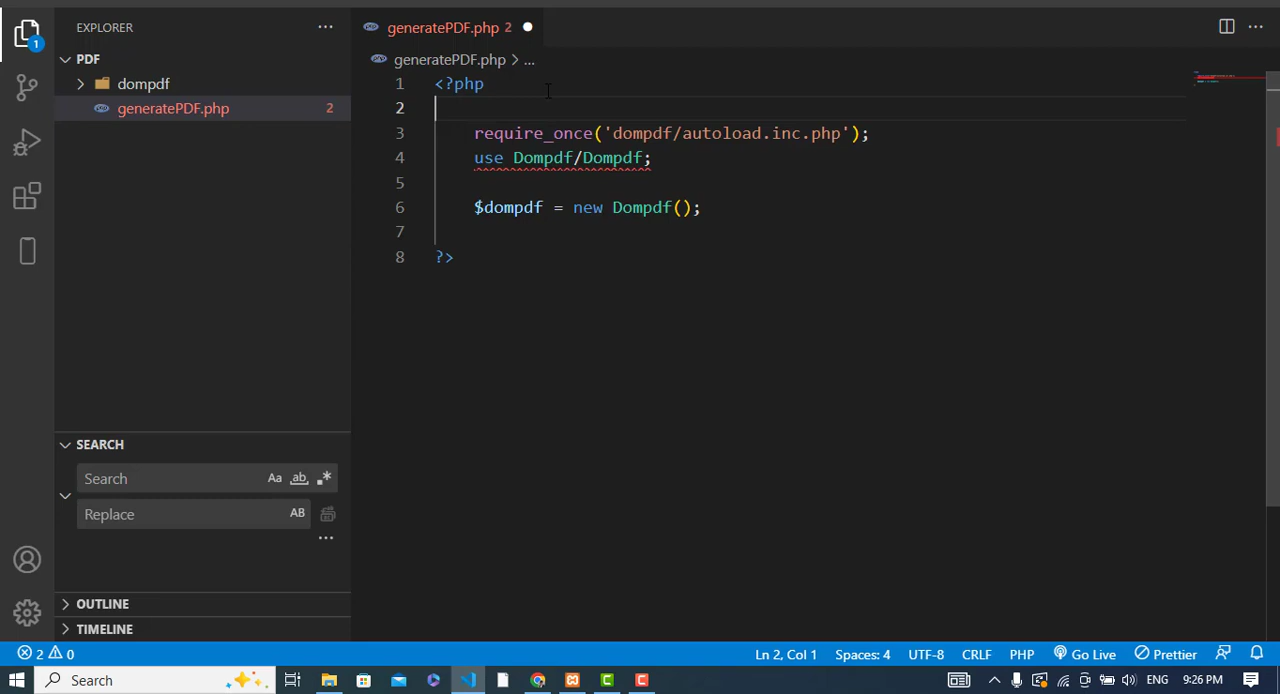 EXPLORER
generatePDF.php 2
1
PDF
generatePDF.php > ...
dompdf
generatePDF.php 2
1 <?php
2
3 require_once('dompdf/autoload.inc.php');
4 use Dompdf/Dompdf;
5
6 $dompdf = new Dompdf();
7
8 ?>
SEARCH
Search Aa ab
Replace AB
OUTLINE
TIMELINE
2 0 Ln 2, Col 1 Spaces: 4 UTF-8 CRLF PHP Go Live Prettier
Search ENG 9:26 PM